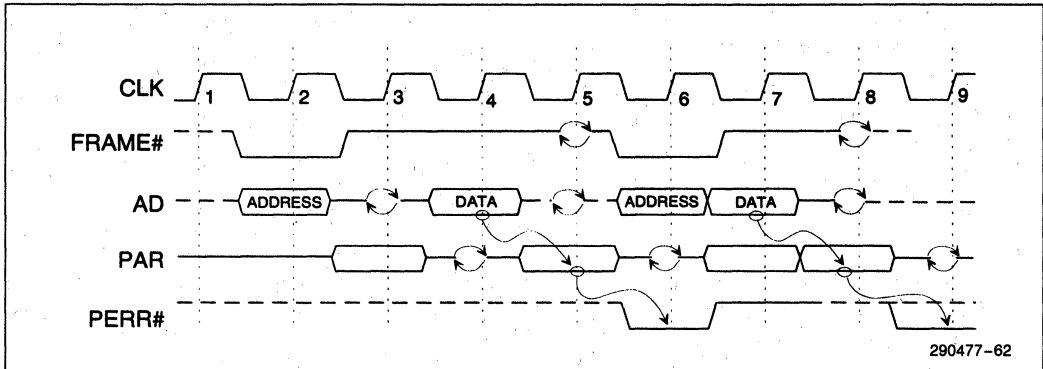 CLK 1 2 3 4 5 6 7 8 9
FRAME#
AD ADDRESS DATA ADDRESS DATA
PAR
PERR#
290477-62